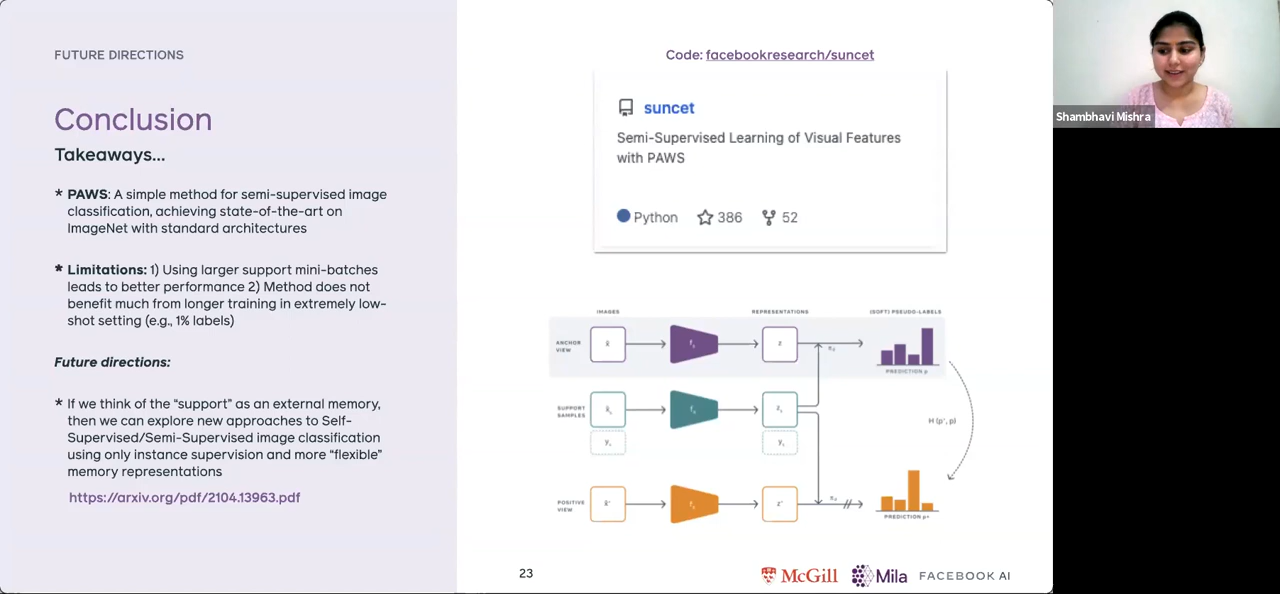 FUTURE DIRECTIONS
Conclusion
Takeaways...
* PAWS: A simple method for semi-supervised image
classification, achieving state-of-the-art on
ImageNet with standard architectures
* Limitations: 1) Using larger support mini-batches
leads to better performance 2) Method does not
benefit much from longer training in extremely low-
shot setting (e.g., 1% labels)
Future directions:
* If we think of the “support” as an external memory,
then we can explore new approaches to Self-
Supervised/Semi-Supervised image classification
using only instance supervision and more “flexible”
memory representations
https://arxiv.org/pdf/2104.13963.pdf
Code: facebookresearch/suncet
suncet
Semi-Supervised Learning of Visual Features
with PAWS
Python 386 52
IMAGES REPRESENTATIONS (SOFT) PSEUDO-LABELS
ANCHOR
VIEW
PREDICTION p
SUPPORT
SAMPLES
H (p⁺, p)
POSITIVE
VIEW
PREDICTION p+
23
McGill Mila FACEBOOK AI
Shambhavi Mishra